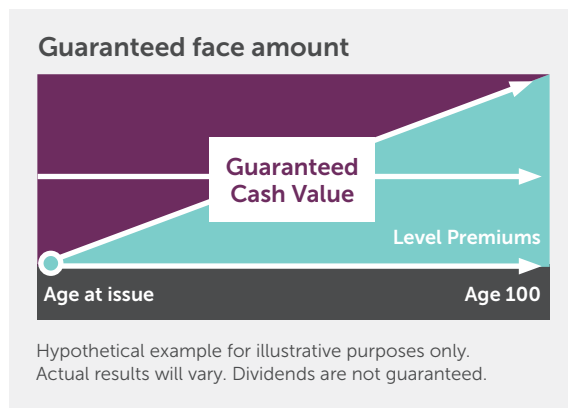 Guaranteed face amount
Guaranteed
Cash Value
Level Premiums
Age at issue
Age 100
Hypothetical example for illustrative purposes only.
Actual results will vary. Dividends are not guaranteed.